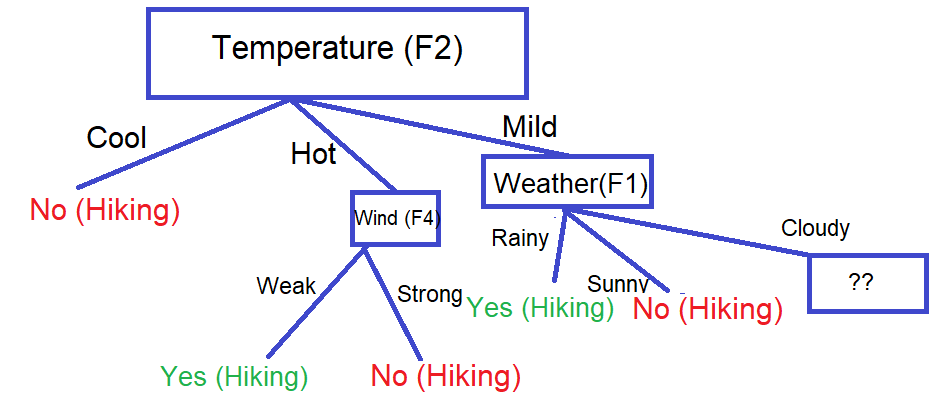 Temperature (F2)
Cool
Hot
Mild
No (Hiking)
Wind (F4)
Weather(F1)
Rainy
Sunny
Cloudy
??
Weak
Strong
Yes (Hiking)
No (Hiking)
Yes (Hiking)
No (Hiking)